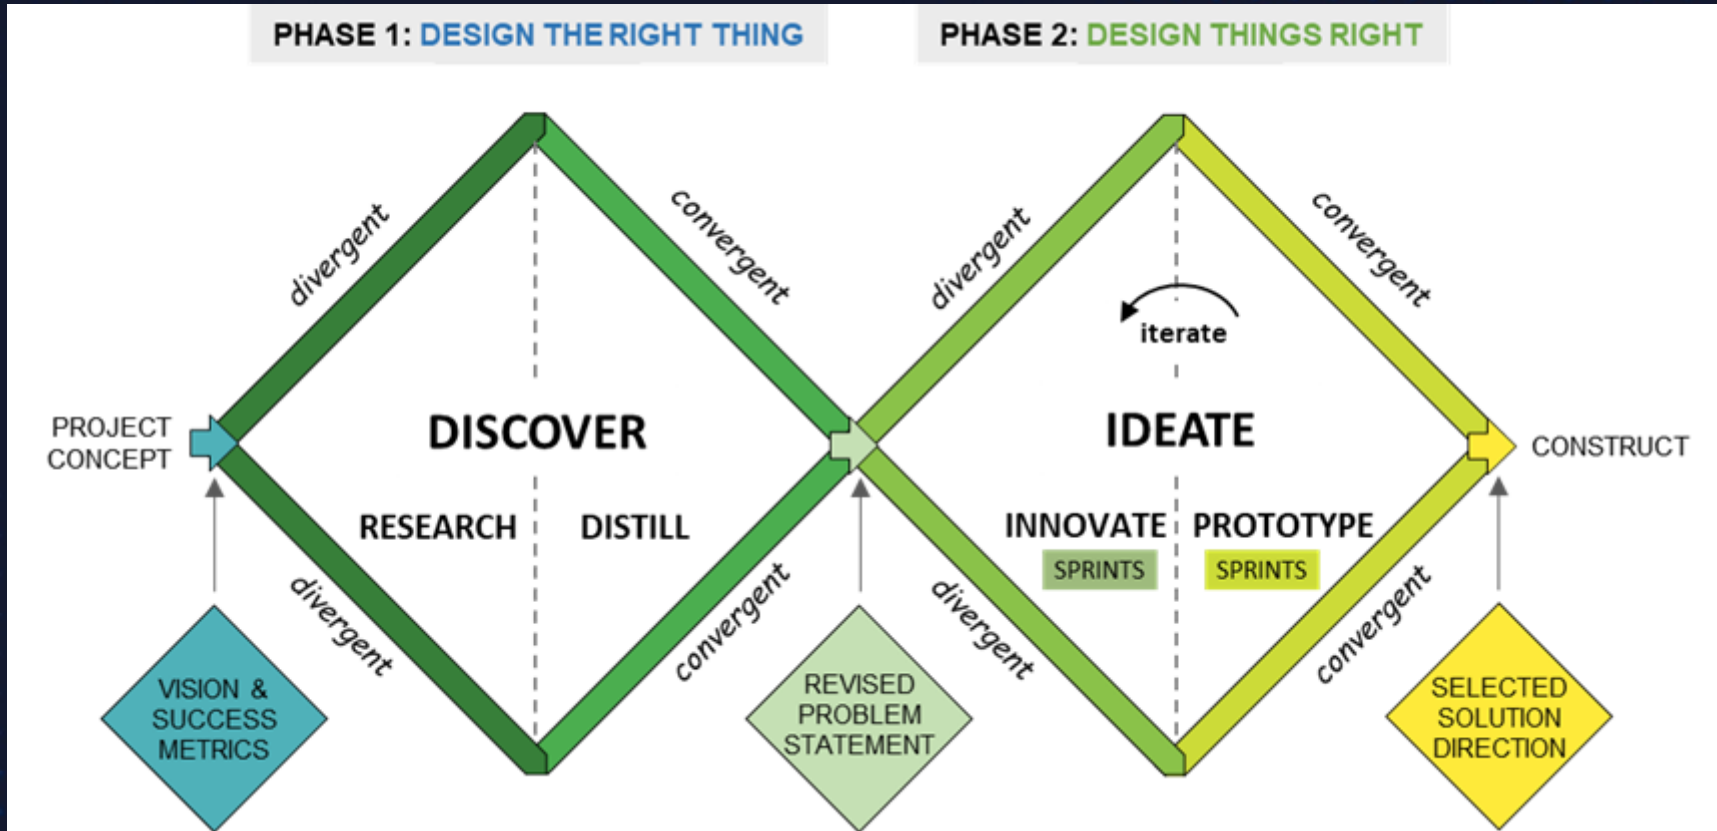 PHASE 1: DESIGN THE RIGHT THING
PHASE 2: DESIGN THINGS RIGHT
divergent
convergent
divergent
convergent
iterate
PROJECT
CONCEPT
DISCOVER
IDEATE
CONSTRUCT
RESEARCH
DISTILL
INNOVATE
PROTOTYPE
SPRINTS
SPRINTS
divergent
convergent
divergent
convergent
VISION &
SUCCESS
METRICS
REVISED
PROBLEM
STATEMENT
SELECTED
SOLUTION
DIRECTION